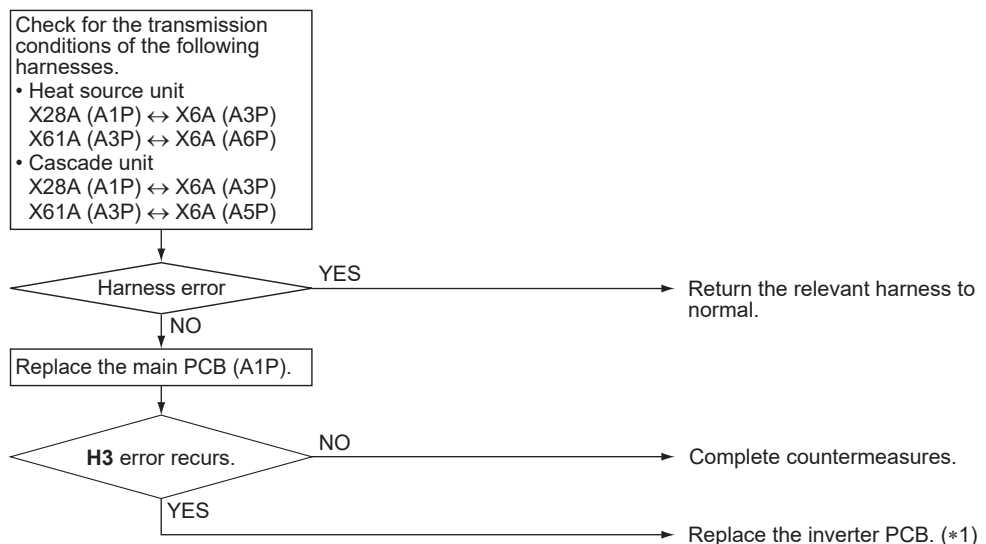 Check for the transmission
conditions of the following
harnesses.
• Heat source unit
X28A (A1P) ↔ X6A (A3P)
X61A (A3P) ↔ X6A (A6P)
• Cascade unit
X28A (A1P) ↔ X6A (A3P)
X61A (A3P) ↔ X6A (A5P)
Harness error
YES
Return the relevant harness to
normal.
NO
Replace the main PCB (A1P).
H3 error recurs.
NO
Complete countermeasures.
YES
Replace the inverter PCB. (*1)